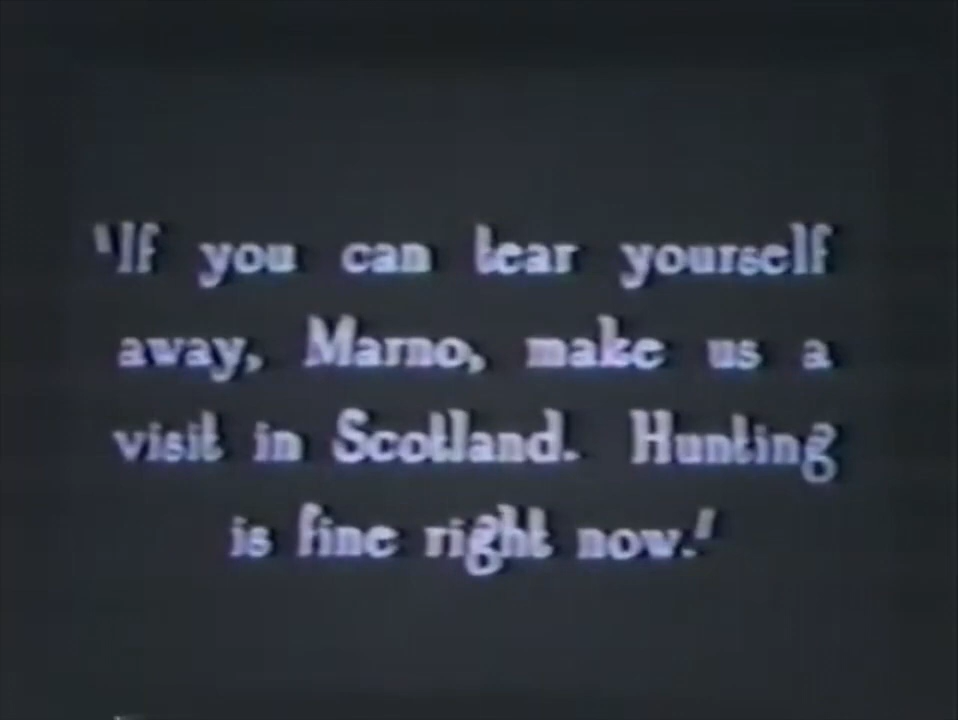 "If you can tear yourself
away, Marno, make us a
visit in Scotland. Hunting
is fine right now."